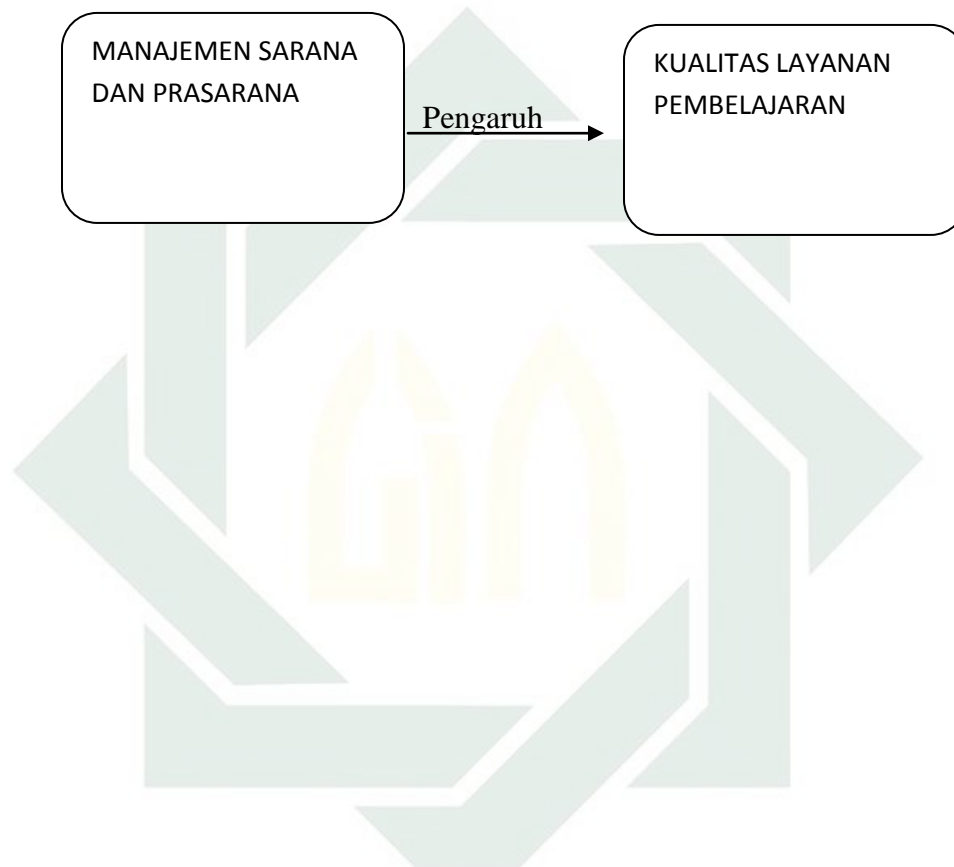 MANAJEMEN SARANA
DAN PRASARANA
Pengaruh
KUALITAS LAYANAN
PEMBELAJARAN